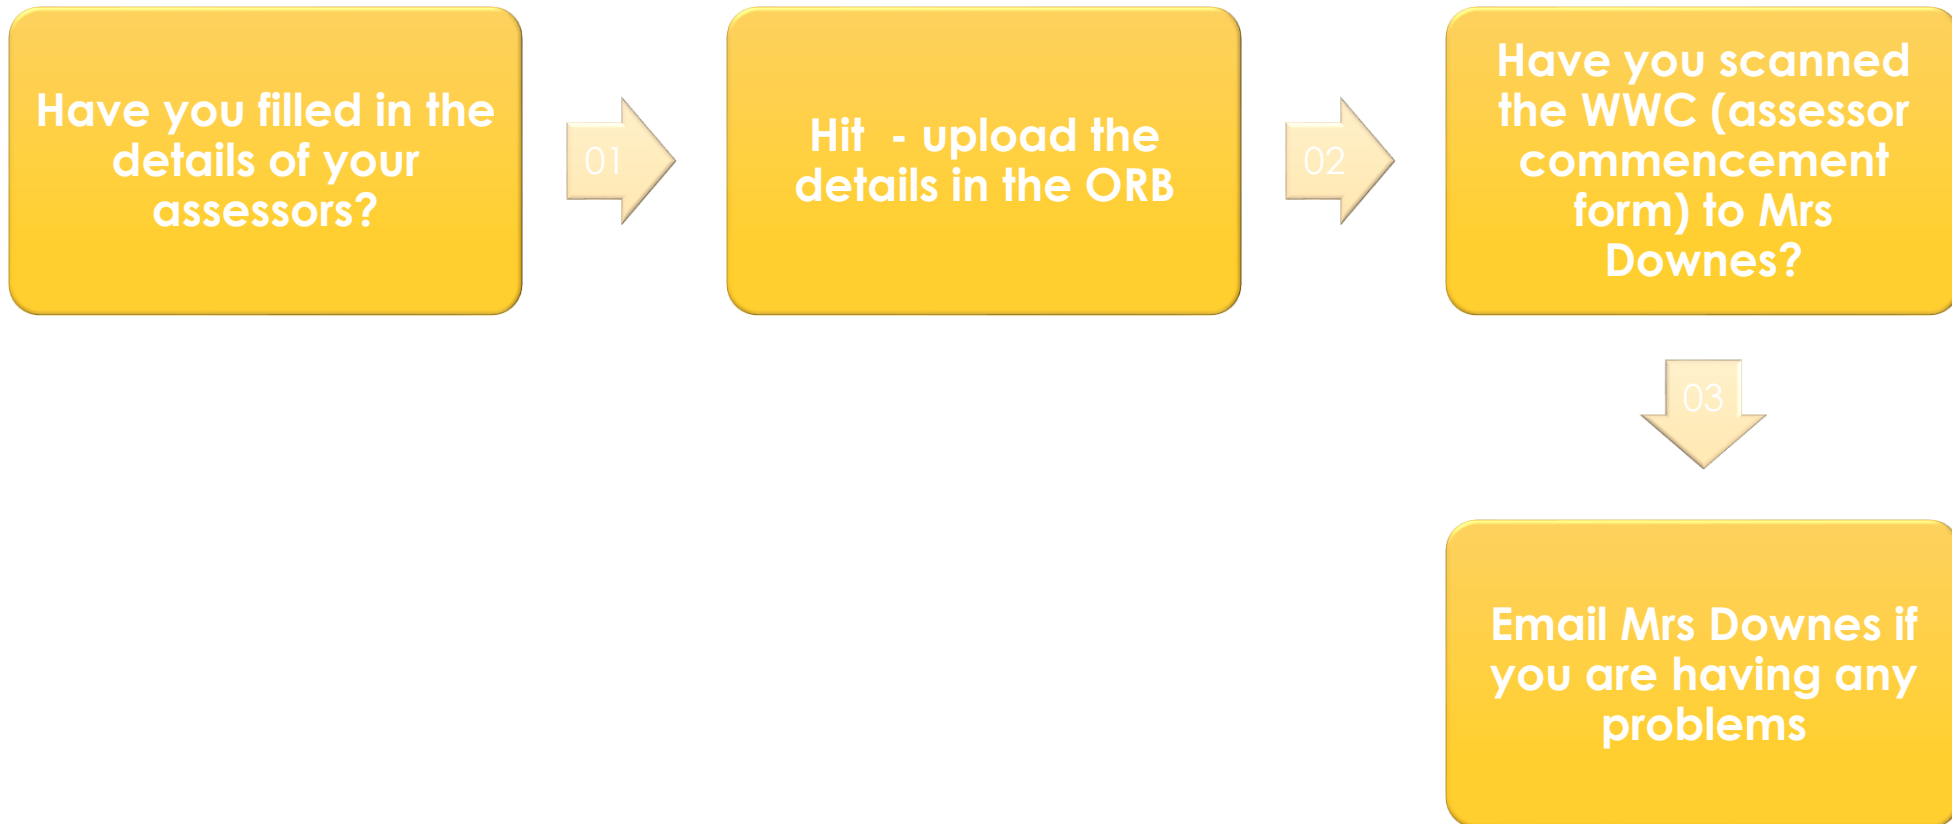 Have you filled in the
details of your
assessors?
01
Hit  - upload the
details in the ORB
02
Have you scanned
the WWC (assessor
commencement
form) to Mrs
Downes?
03
Email Mrs Downes if
you are having any
problems